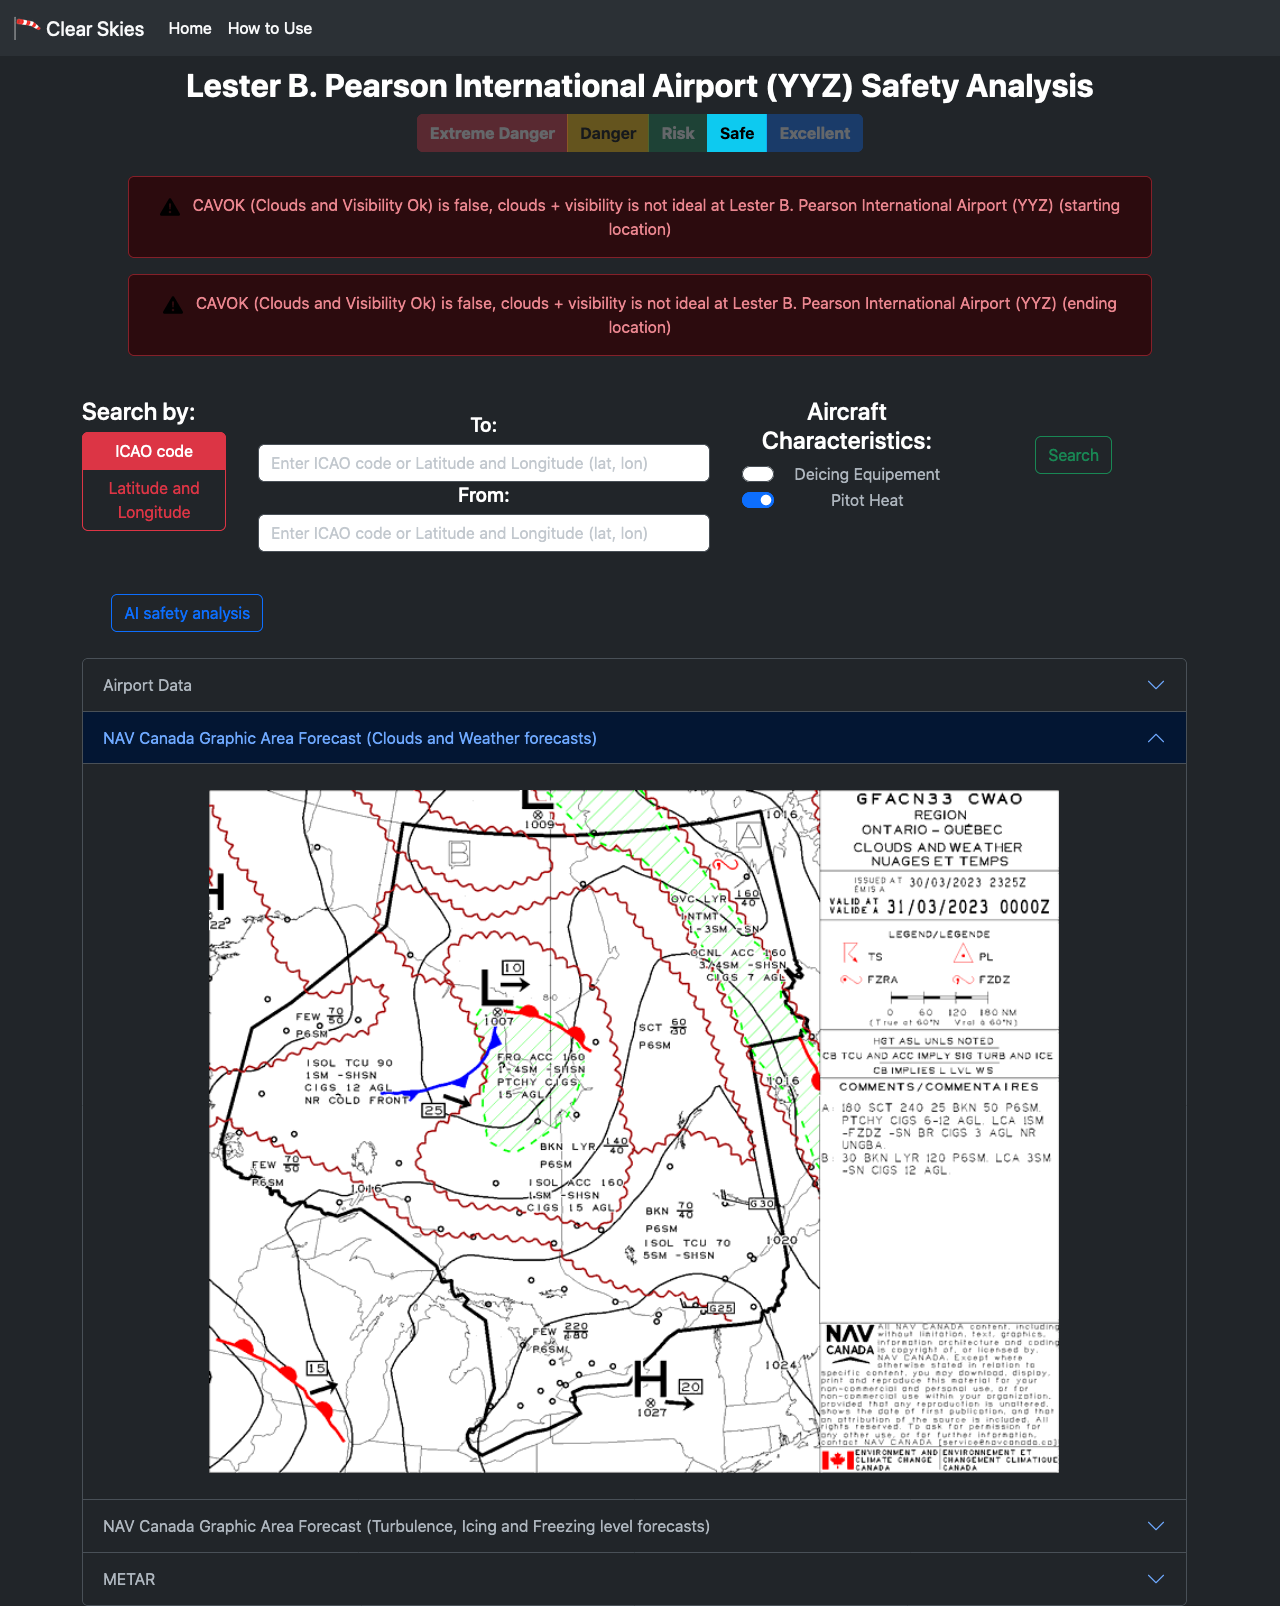 Clear Skies Home How to Use
Lester B. Pearson International Airport (YYZ) Safety Analysis
Extreme Danger Danger Risk Safe Excellent
CAVOK (Clouds and Visibility Ok) is false, clouds + visibility is not ideal at Lester B. Pearson International Airport (YYZ) (starting
location)
CAVOK (Clouds and Visibility Ok) is false, clouds + visibility is not ideal at Lester B. Pearson International Airport (YYZ) (ending
location)
Search by:
ICAO code
Latitude and
Longitude
To:
Enter ICAO code or Latitude and Longitude (lat, lon)
From:
Enter ICAO code or Latitude and Longitude (lat, lon)
Aircraft
Characteristics:
Deicing Equipement
Pitot Heat
Search
AI safety analysis
Airport Data
NAV Canada Graphic Area Forecast (Clouds and Weather forecasts)
L
1009
1016
B
A
H
22
OVC LYR 160
40
INTMT
1-3SM -SN
OCNL ACC 160
3/4SM -SHSN
CIGS 7 AGL
10
L
80
1007
FEW 70
50
P6SM
SCT 60
30
P6SM
ISOL TCU 90
1SM -SHSN
CIGS 12 AGL
NR COLD FRONT
FRQ ACC 160
1-4SM -SHSN
PTCHY CIGS
15 AGL
25
1016
BKN LYR 140
40
P6SM
FEW 70
50
P6SM
1016
ISOL ACC 160
1SM -SHSN
CIGS 15 AGL
BKN 70
40
P6SM
G30
ISOL TCU 70
5SM -SHSN
1020
G25
FEW 220
180
P6SM
15
H
20
1027
1024
GFACN33 CWAO
REGION
ONTARIO - QUÉBEC
CLOUDS AND WEATHER
NUAGES ET TEMPS
ISSUED AT 30/03/2023 2325Z
ÉMIS A
VALID AT 31/03/2023 0000Z
VALIDE A
LEGEND/LÉGENDE
TS PL
FZRA FZDZ
0 60 120 180 NM
(True at 60°N Vrai à 60°N)
HGT ASL UNLS NOTED
CB TCU AND ACC IMPLY SIG TURB AND ICE
CB IMPLIES L LVL WS
COMMENTS/COMMENTAIRES
A: 180 SCT 240 25 BKN 50 P6SM.
PTCHY CIGS 6-12 AGL. LCA 1SM
-FZDZ -SN BR CIGS 3 AGL NR
UNGBA.
B: 30 BKN LYR 120 P6SM. LCA 3SM
-SN CIGS 12 AGL.
NAV
CANADA
All NAV CANADA content, including
without limitation, text, graphics,
information architecture and coding
is copyright of, or licensed by,
NAV CANADA. Except where
otherwise stated in relation to
specific content, you may download, display,
print and reproduce this material for your
non-commercial and personal use, or for
non-commercial use within your organization,
provided that any reproduction is unaltered,
shows the date of first publication, and that
an attribution of the source is included. All
rights reserved. To ask for permission for
any other use, or for further information,
contact NAV CANADA [service@navcanada.ca]
ENVIRONMENT AND
CLIMATE CHANGE
CANADA
ENVIRONNEMENT ET
CHANGEMENT CLIMATIQUE
CANADA
NAV Canada Graphic Area Forecast (Turbulence, Icing and Freezing level forecasts)
METAR